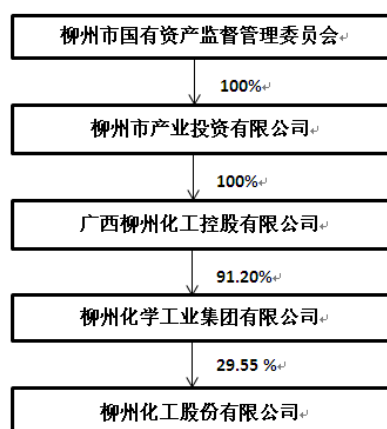 柳州市国有资产监督管理委员会
100%
柳州市产业投资有限公司
100%
广西柳州化工控股有限公司
91.20%
柳州化学工业集团有限公司
29.55 %
柳州化工股份有限公司